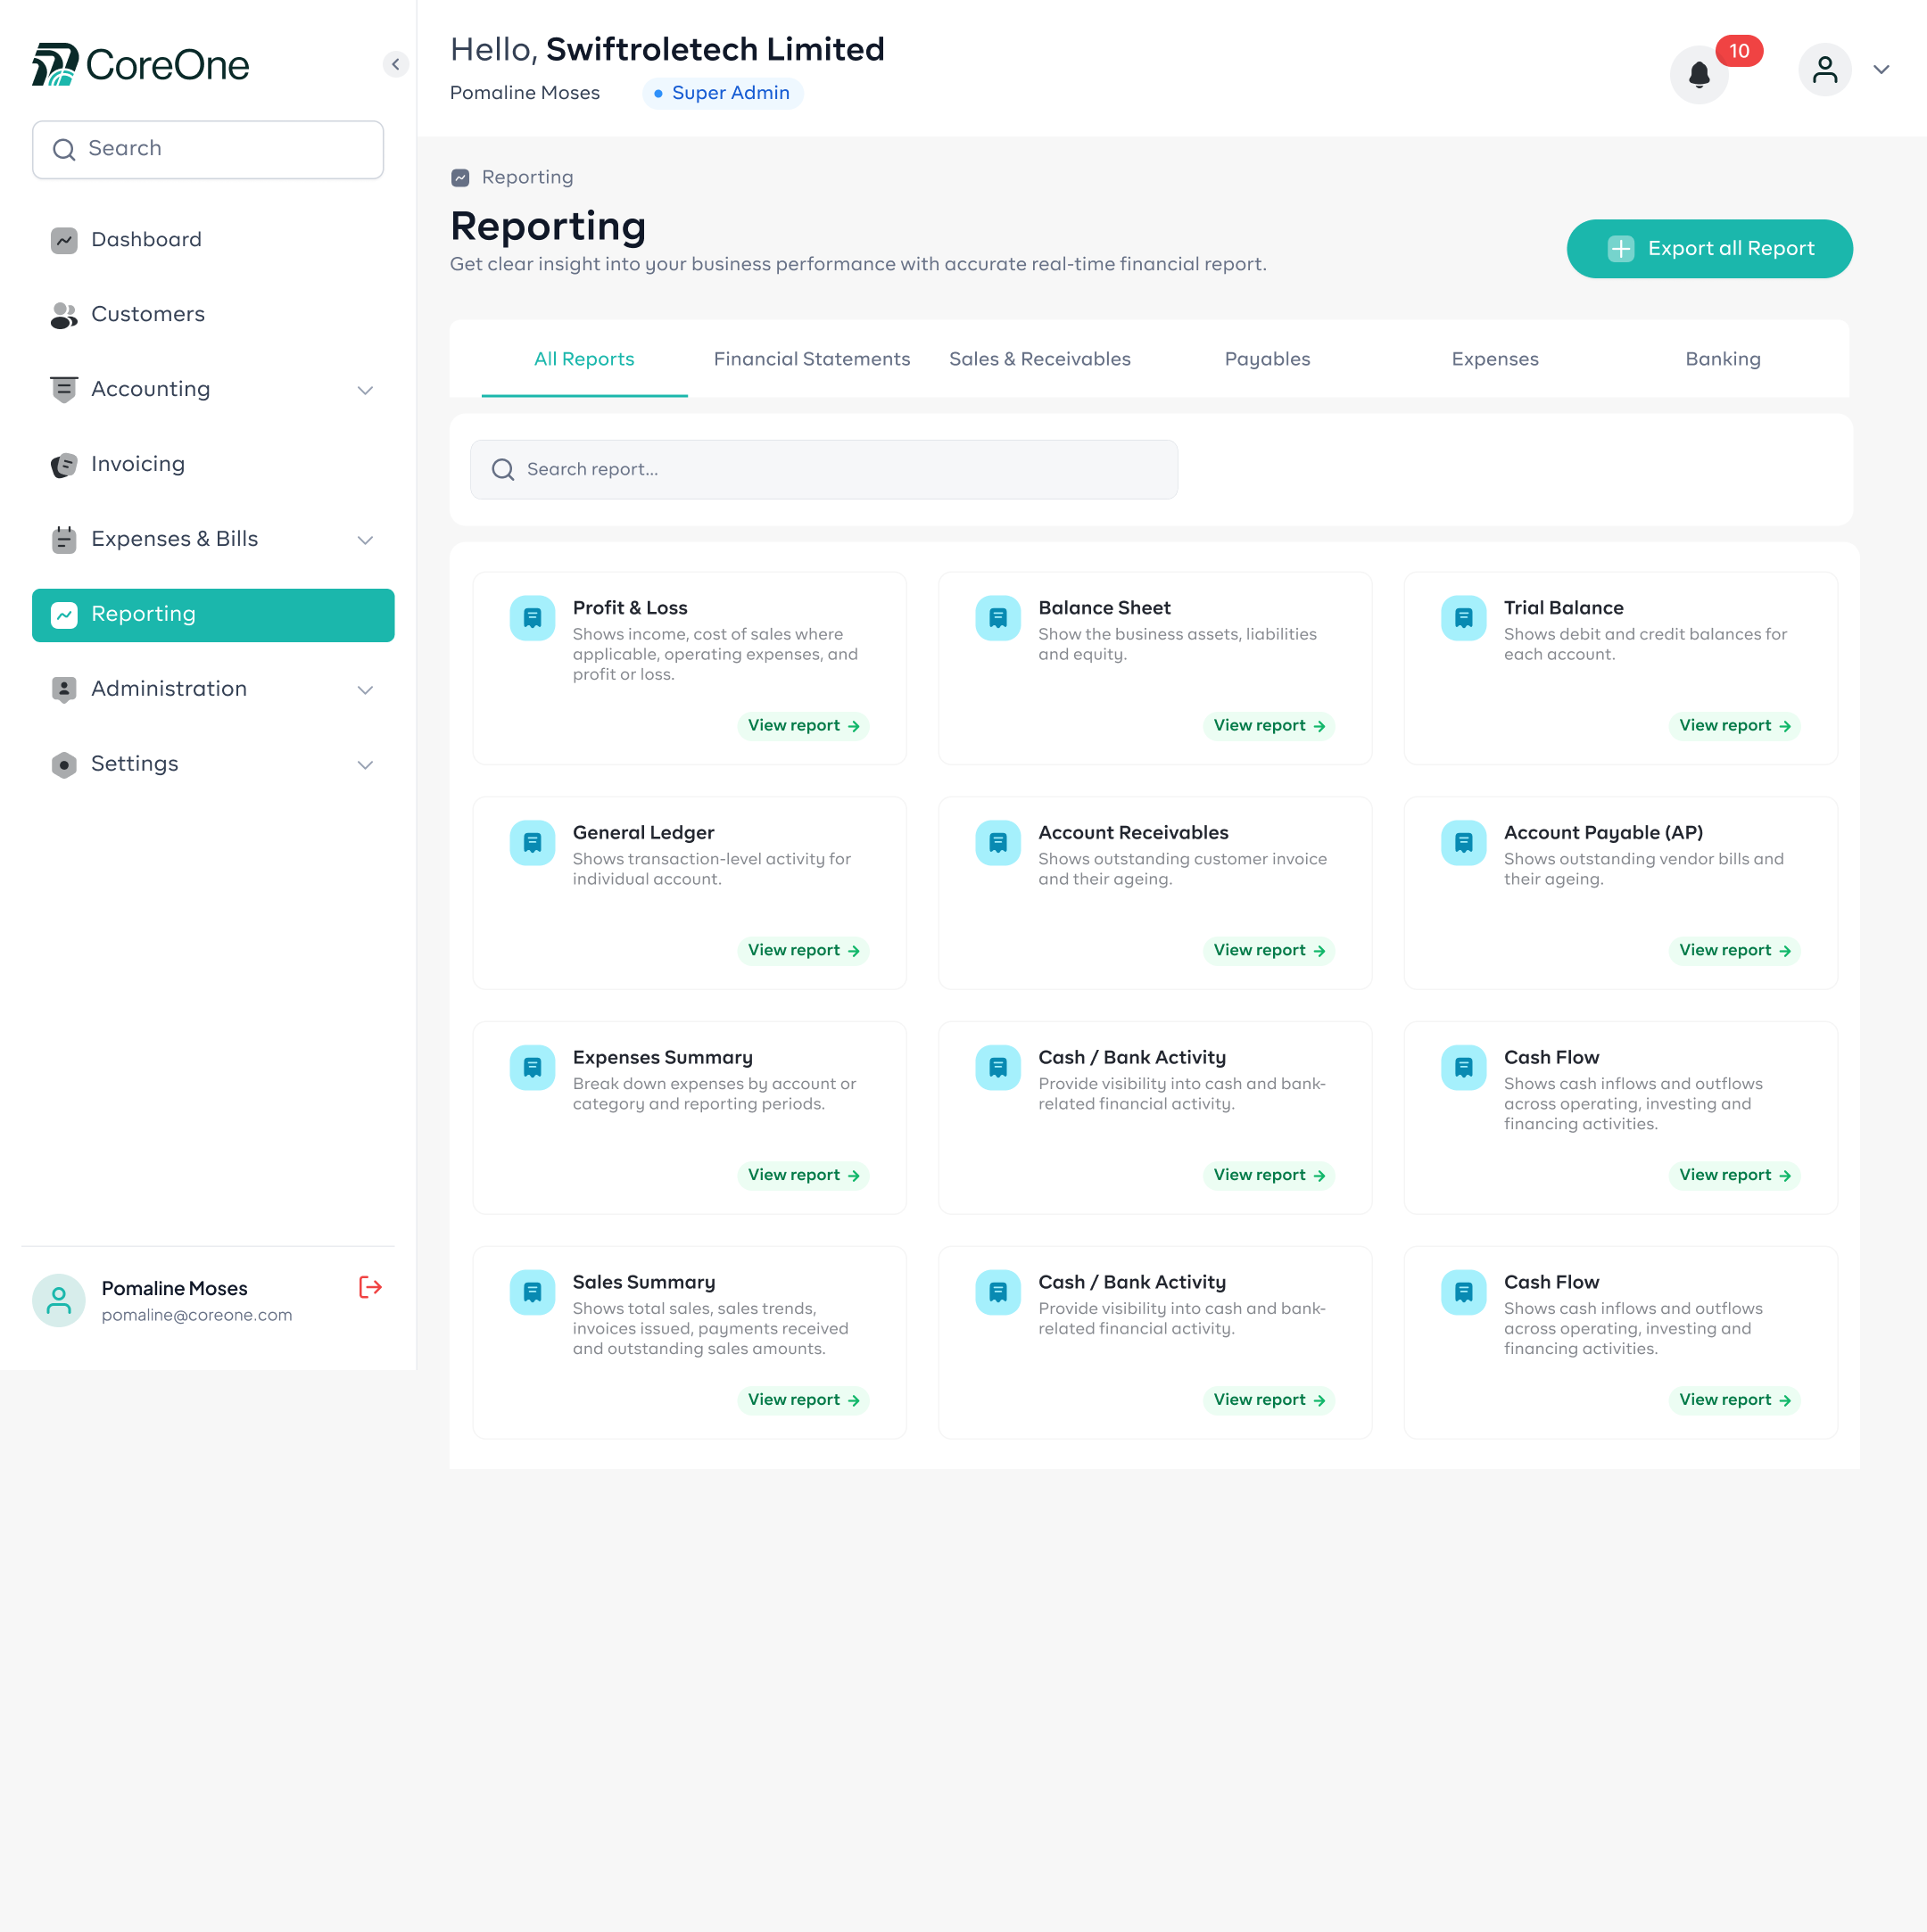 CoreOne
Search
Dashboard
Customers
Accounting
Invoicing
Expenses & Bills
Reporting
Administration
Settings
Pomaline Moses
pomaline@coreone.com
Hello, Swiftroletech Limited
Pomaline Moses
Super Admin
10
Reporting
Reporting
Get clear insight into your business performance with accurate real-time financial report.
Export all Report
All Reports
Financial Statements
Sales & Receivables
Payables
Expenses
Banking
Search report...
Profit & Loss
Shows income, cost of sales where
applicable, operating expenses, and
profit or loss.
View report
Balance Sheet
Show the business assets, liabilities
and equity.
View report
Trial Balance
Shows debit and credit balances for
each account.
View report
General Ledger
Shows transaction-level activity for
individual account.
View report
Account Receivables
Shows outstanding customer invoice
and their ageing.
View report
Account Payable (AP)
Shows outstanding vendor bills and
their ageing.
View report
Expenses Summary
Break down expenses by account or
category and reporting periods.
View report
Cash / Bank Activity
Provide visibility into cash and bank-
related financial activity.
View report
Cash Flow
Shows cash inflows and outflows
across operating, investing and
financing activities.
View report
Sales Summary
Shows total sales, sales trends,
invoices issued, payments received
and outstanding sales amounts.
View report
Cash / Bank Activity
Provide visibility into cash and bank-
related financial activity.
View report
Cash Flow
Shows cash inflows and outflows
across operating, investing and
financing activities.
View report